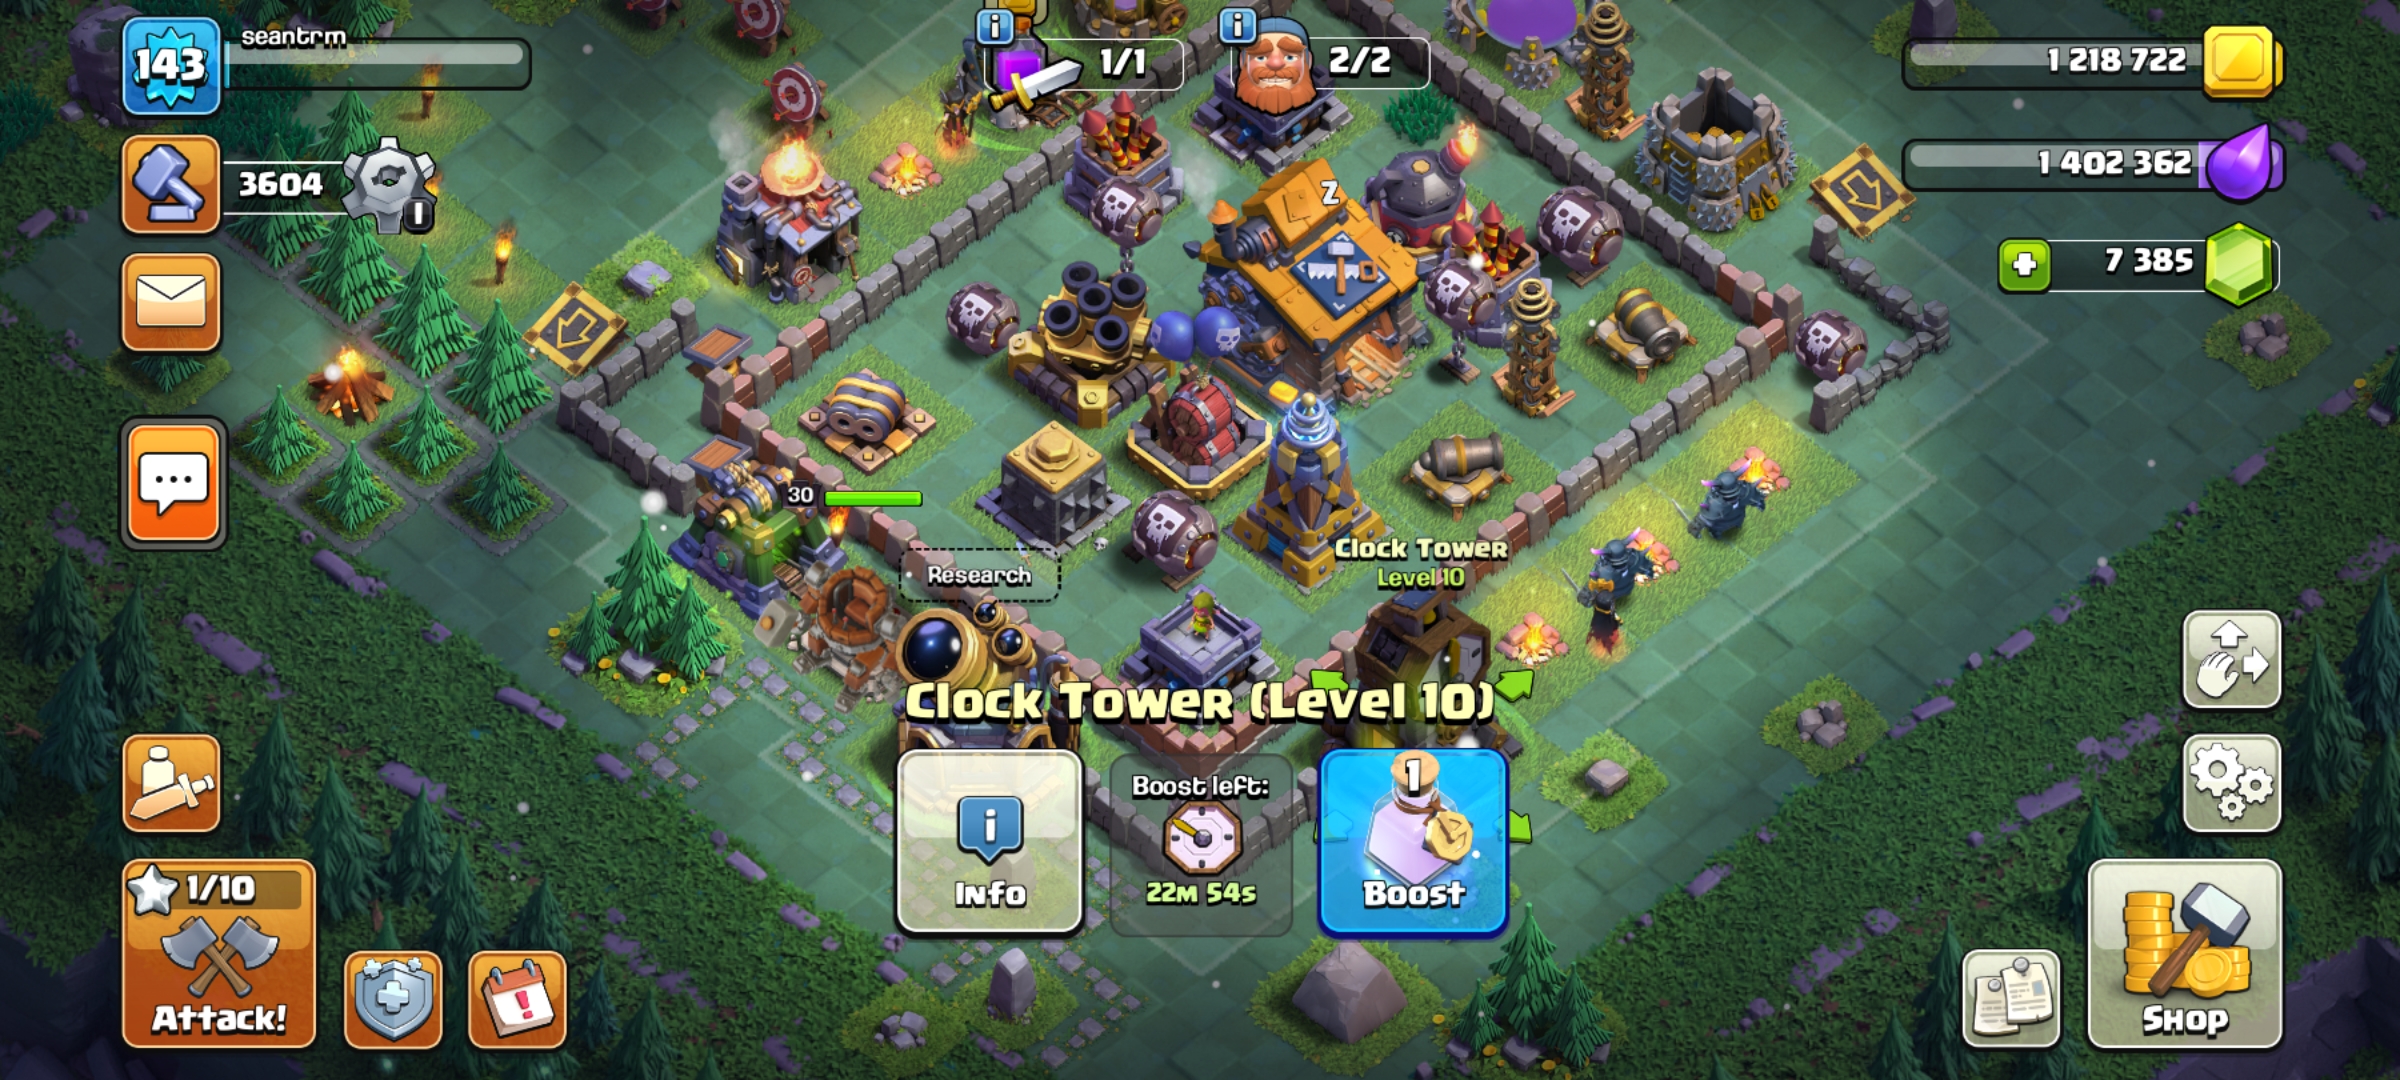 143
seantrm
1/1
2/2
1 218 722
3604
1 402 362
7 385
Z
30
Research
Clock Tower
Level 10
Clock Tower (Level 10)
Info
Boost left:
22m 54s
1
Boost
1/10
Attack!
Shop